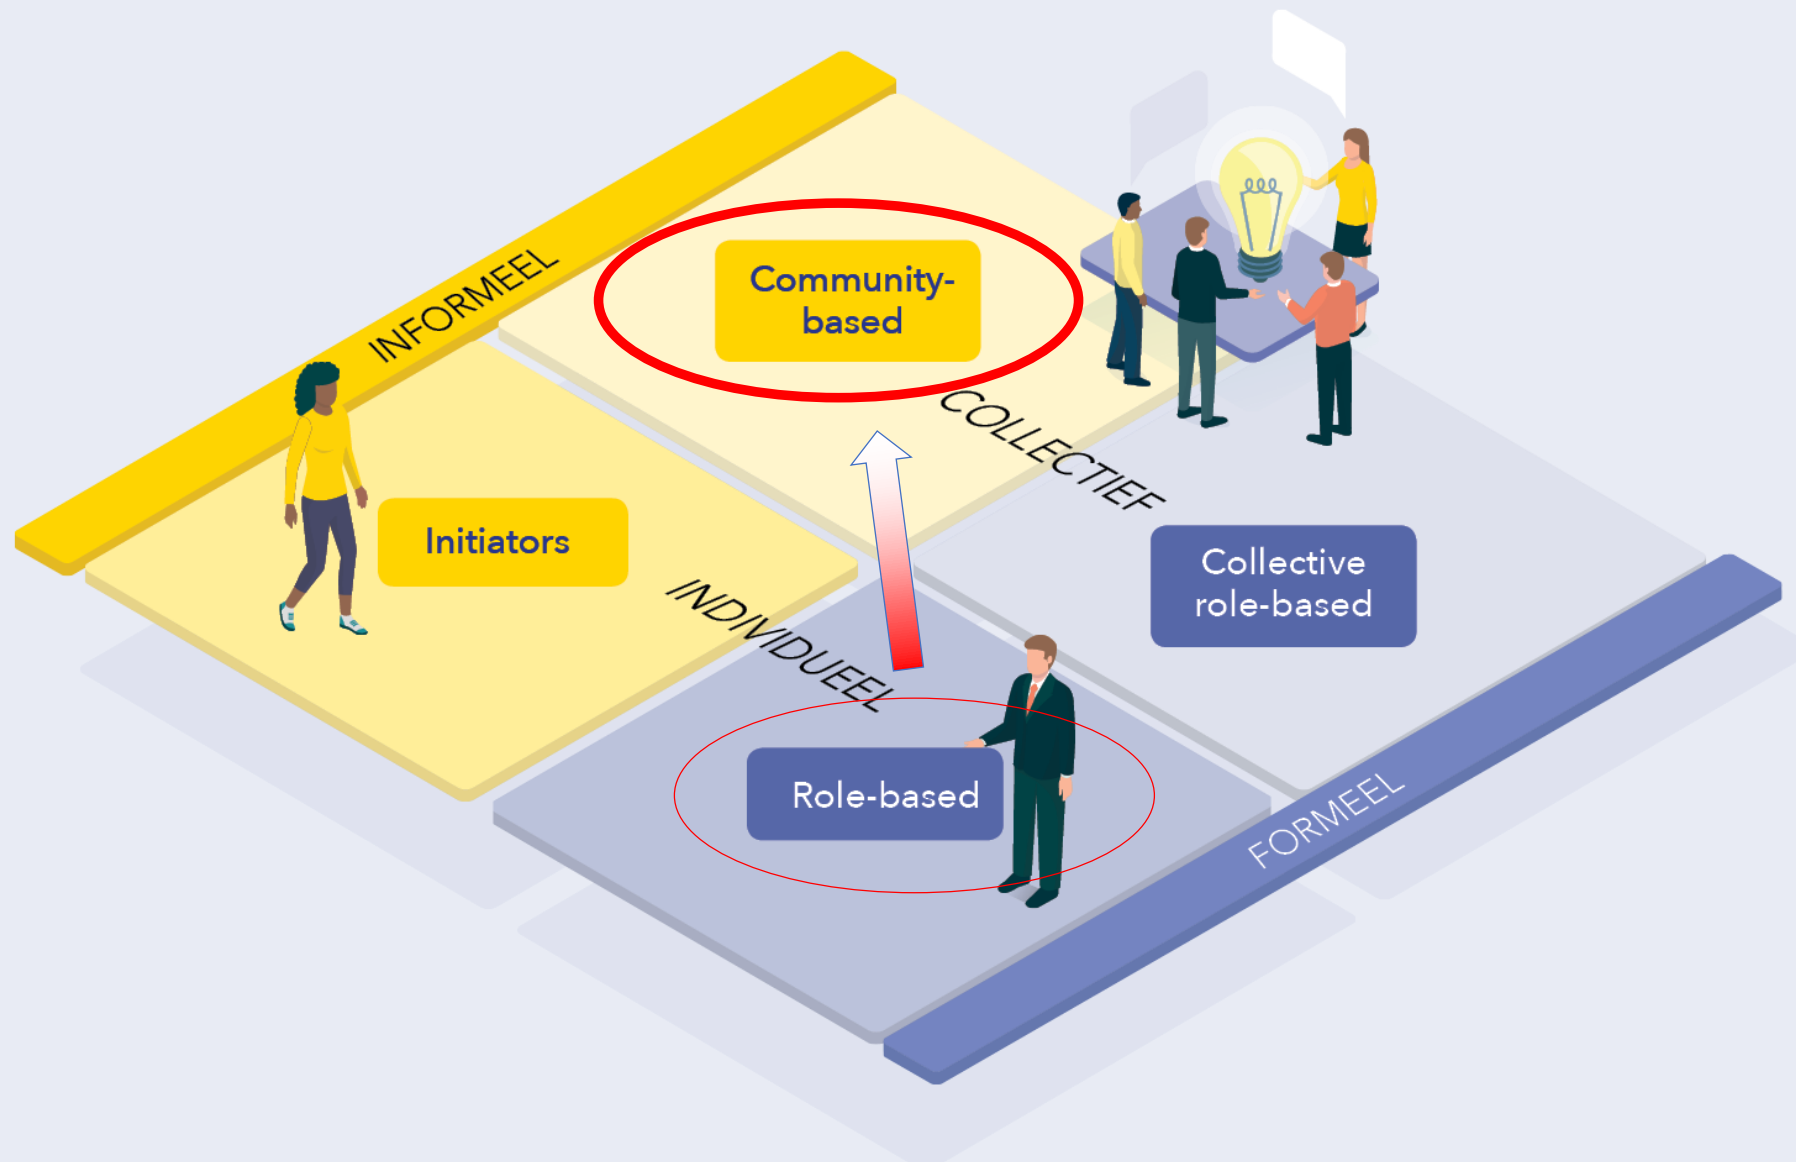 INFORMEEL
Community-
based
COLLECTIEF
Initiators
INDIVIDUEEL
Collective
role-based
Role-based
FORMEEL